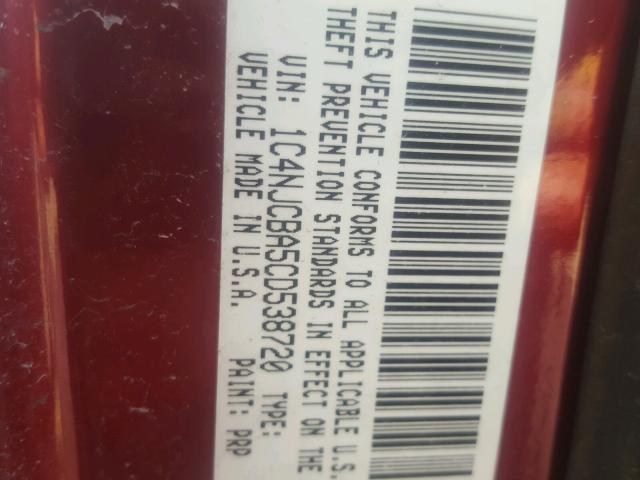 THIS VEHICLE CONFORMS TO ALL APPLICABLE U.S.
THEFT PREVENTION STANDARDS IN EFFECT ON THE
VIN: 1C4NJCBA5CD538720 TYPE:
VEHICLE MADE IN U.S.A. PAINT: PRP